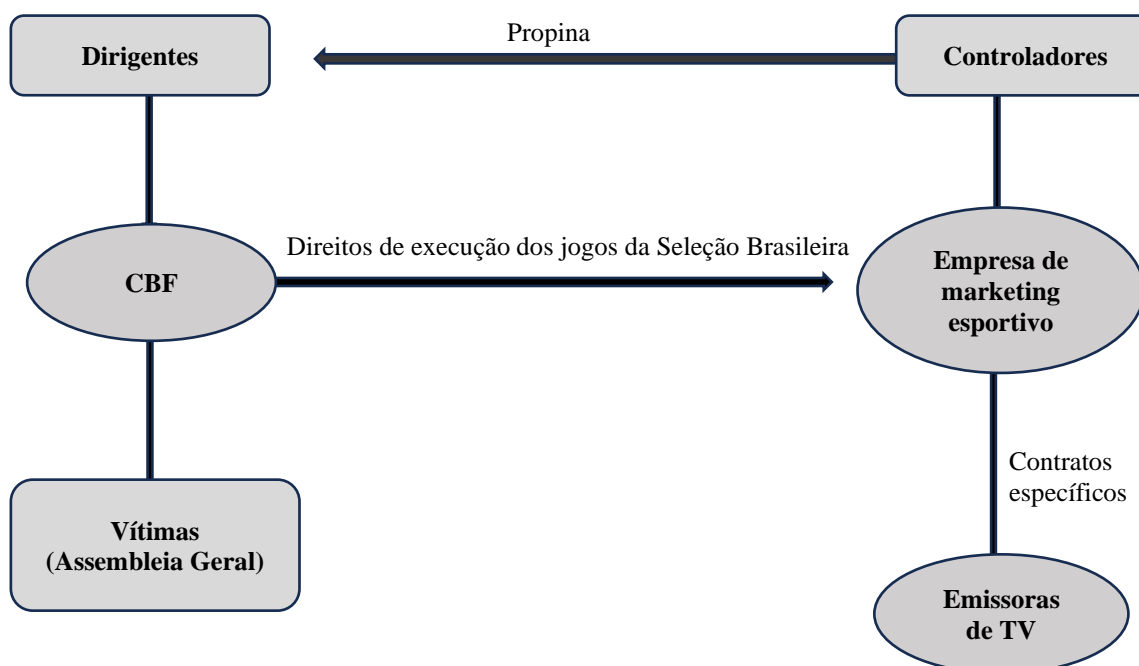 Propina
Dirigentes
Controladores
Direitos de execução dos jogos da Seleção Brasileira
CBF
Empresa de
marketing
esportivo
Contratos
específicos
Vítimas
(Assembleia Geral)
Emissoras
de TV